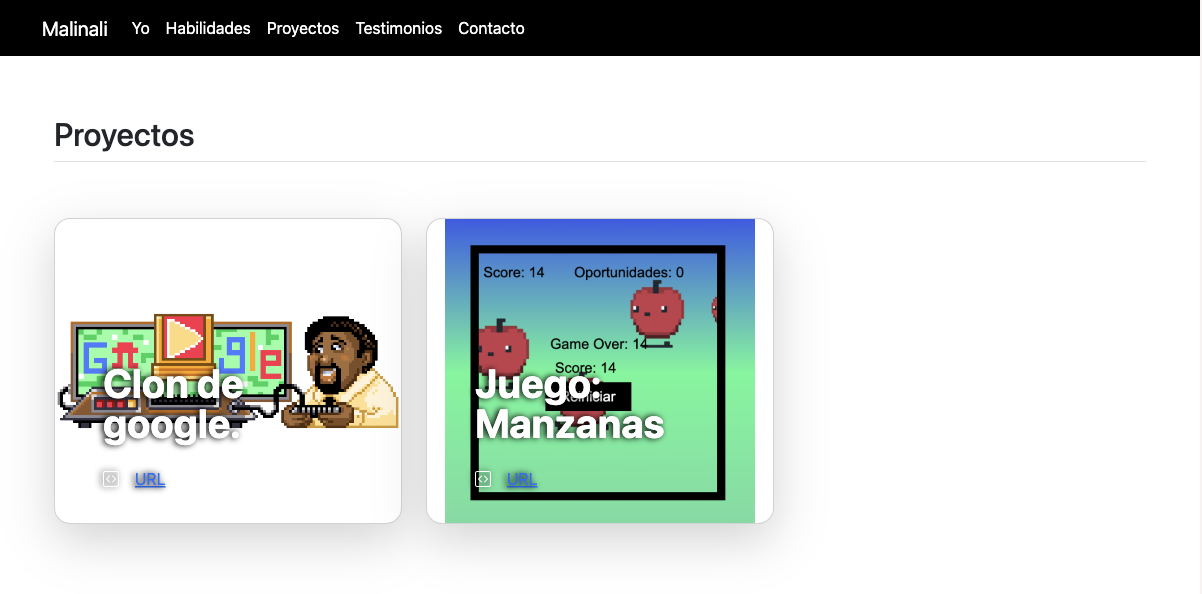 Malinali Yo Habilidades Proyectos Testimonios Contacto
Proyectos
Google
Clon de
google.
URL
Score: 14 Oportunidades: 0
Game Over: 14
Score: 14
Reiniciar
Juego:
Manzanas
URL